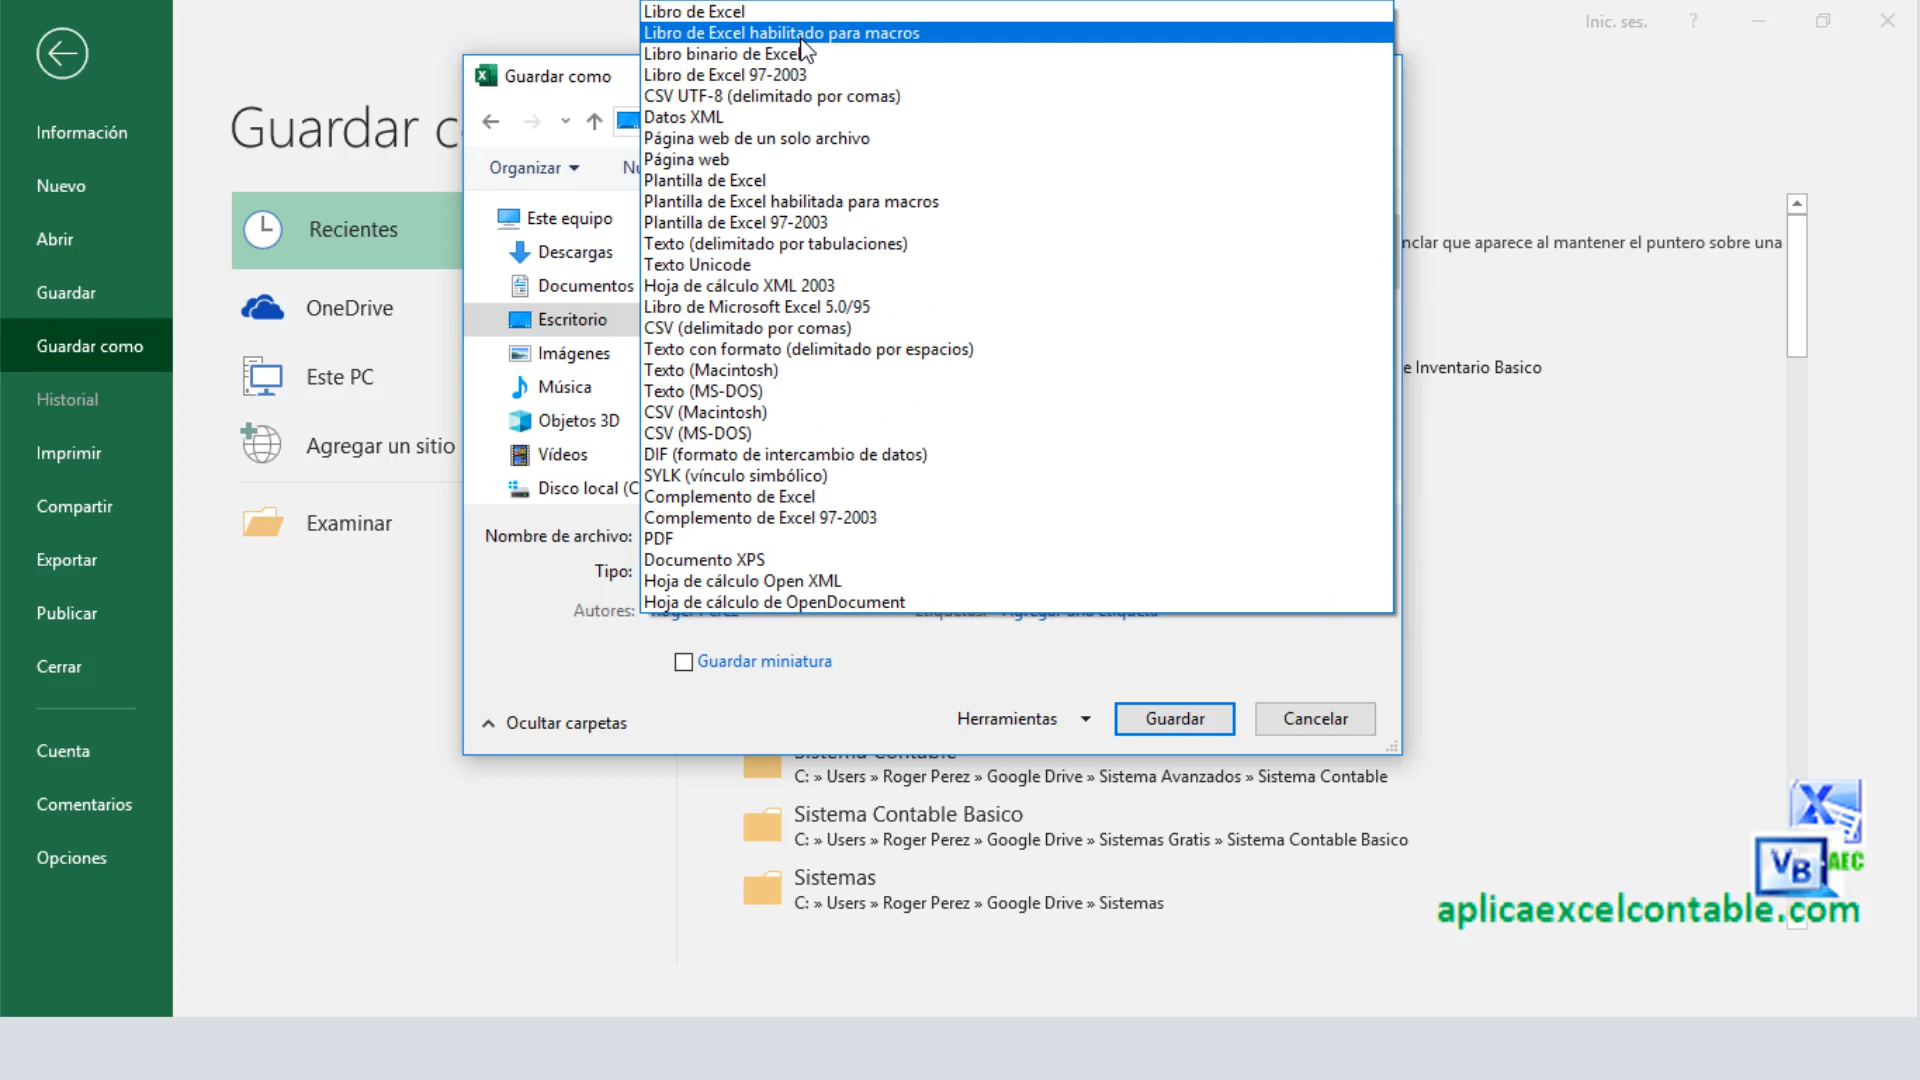 Información
Nuevo
Abrir
Guardar
Guardar como
Historial
Imprimir
Compartir
Exportar
Publicar
Cerrar
Cuenta
Comentarios
Opciones
Inic. ses.
?
Guardar c
Recientes
OneDrive
Este PC
Agregar un sitio
Examinar
Guardar como
Organizar
Nu
Este equipo
Descargas
Documentos
Escritorio
Imágenes
Música
Objetos 3D
Vídeos
Disco local (C
Nombre de archivo:
Tipo:
Autores:
Libro de Excel
Libro de Excel habilitado para macros
Libro binario de Excel
Libro de Excel 97-2003
CSV UTF-8 (delimitado por comas)
Datos XML
Página web de un solo archivo
Página web
Plantilla de Excel
Plantilla de Excel habilitada para macros
Plantilla de Excel 97-2003
Texto (delimitado por tabulaciones)
Texto Unicode
Hoja de cálculo XML 2003
Libro de Microsoft Excel 5.0/95
CSV (delimitado por comas)
Texto con formato (delimitado por espacios)
Texto (Macintosh)
Texto (MS-DOS)
CSV (Macintosh)
CSV (MS-DOS)
DIF (formato de intercambio de datos)
SYLK (vínculo simbólico)
Complemento de Excel
Complemento de Excel 97-2003
PDF
Documento XPS
Hoja de cálculo Open XML
Hoja de cálculo de OpenDocument
Guardar miniatura
Ocultar carpetas
Herramientas
Guardar
Cancelar
nclar que aparece al mantener el puntero sobre una
e Inventario Basico
Sistema Contable
C: » Users » Roger Perez » Google Drive » Sistema Avanzados » Sistema Contable
Sistema Contable Basico
C: » Users » Roger Perez » Google Drive » Sistemas Gratis » Sistema Contable Basico
Sistemas
C: » Users » Roger Perez » Google Drive » Sistemas
X
VB AEC
aplicaexcelcontable.com